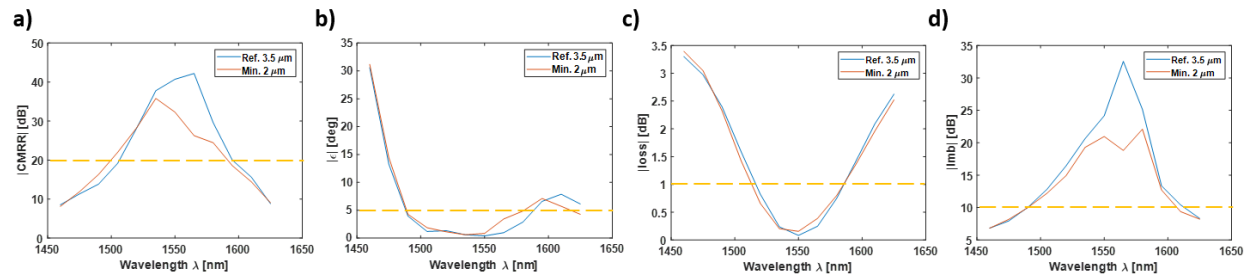 a)
|CMRR| [dB]
50
40
30
20
10
0
1450 1500 1550 1600 1650
Wavelength λ [nm]
Ref. 3.5 μm
Min. 2 μm
b)
|ϵ| [deg]
35
30
25
20
15
10
5
0
1450 1500 1550 1600 1650
Wavelength λ [nm]
Ref. 3.5 μm
Min. 2 μm
c)
|loss| [dB]
3.5
3
2.5
2
1.5
1
0.5
0
1450 1500 1550 1600 1650
Wavelength λ [nm]
Ref. 3.5 μm
Min. 2 μm
d)
|Imb| [dB]
35
30
25
20
15
10
5
1450 1500 1550 1600 1650
Wavelength λ [nm]
Ref. 3.5 μm
Min. 2 μm